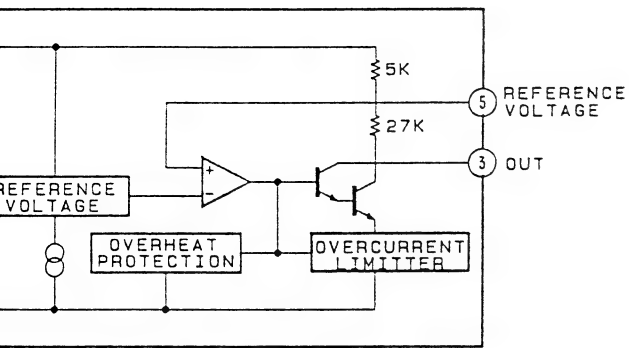 5K
5 REFERENCE
VOLTAGE
27K
3 OUT
+
REFERENCE
VOLTAGE
−
OVERHEAT
PROTECTION
OVERCURRENT
LIMITTER